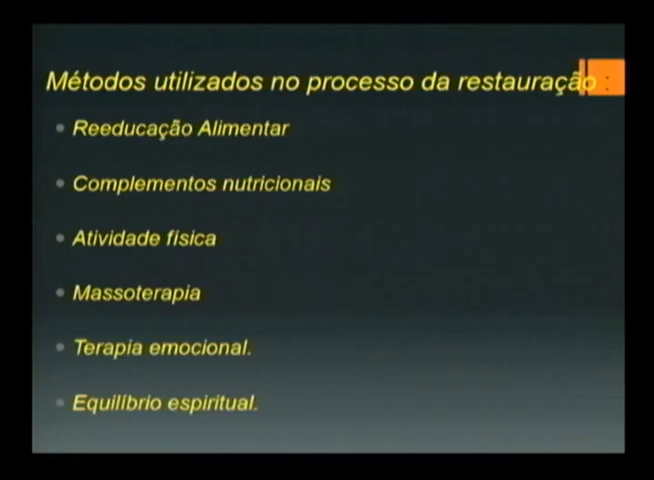 Métodos utilizados no processo da restauração :
Reeducação Alimentar
Complementos nutricionais
Atividade física
Massoterapia
Terapia emocional.
Equilíbrio espiritual.